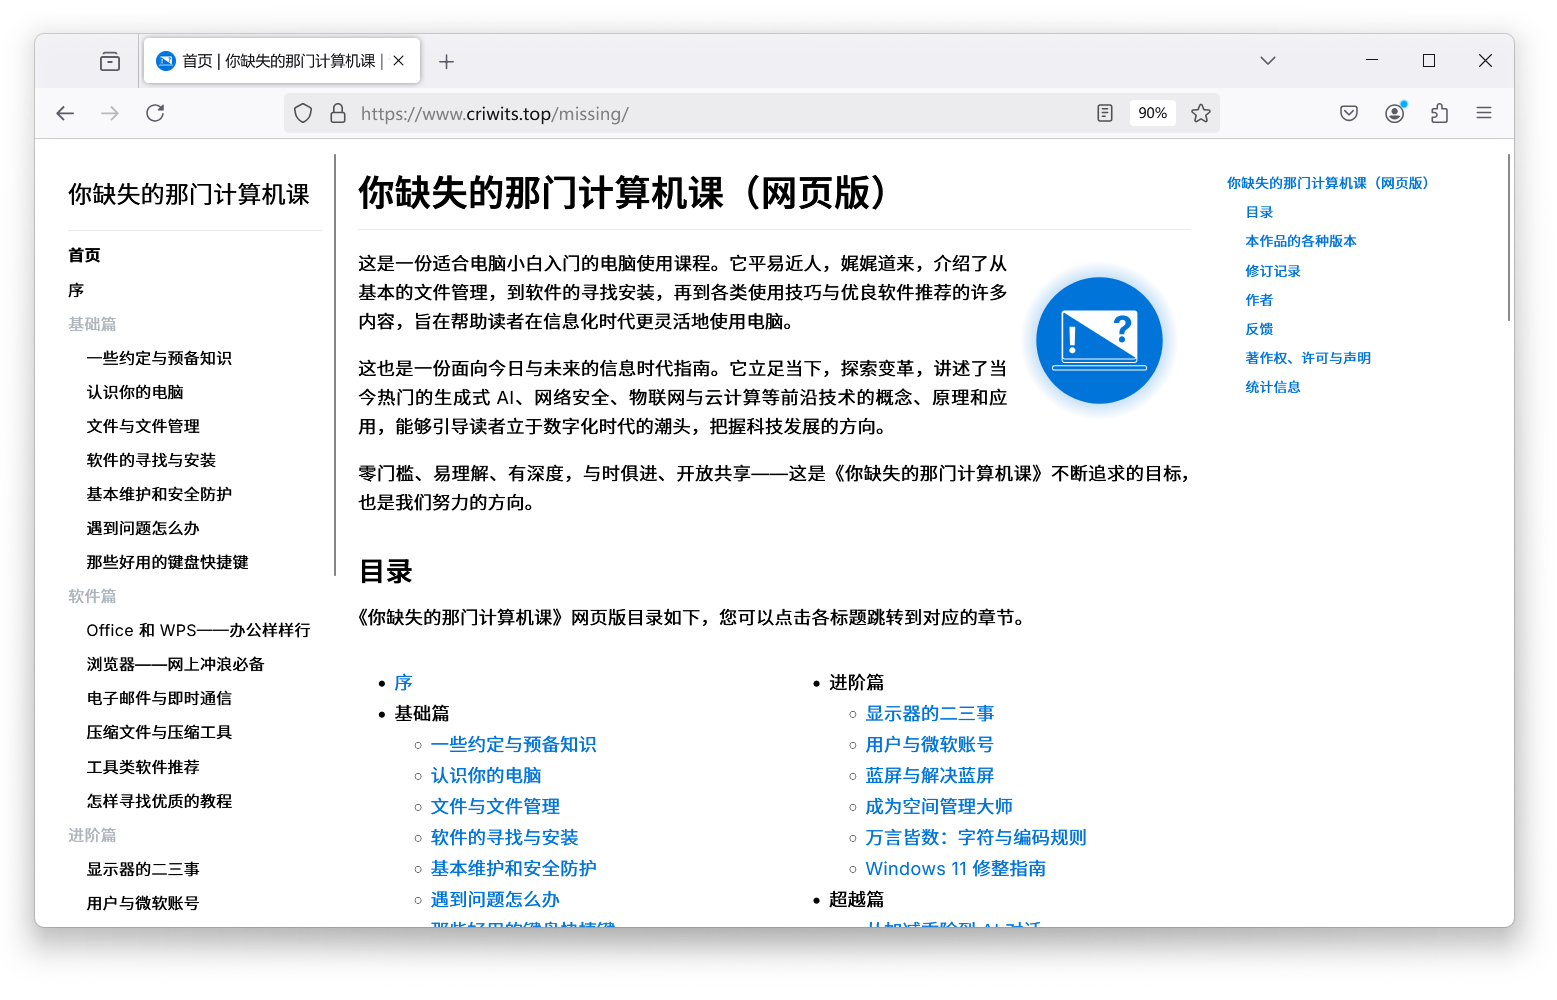 首页 | 你缺失的那门计算机课 |
https://www.criwits.top/missing/
90%
你缺失的那门计算机课
首页
序
基础篇
一些约定与预备知识
认识你的电脑
文件与文件管理
软件的寻找与安装
基本维护和安全防护
遇到问题怎么办
那些好用的键盘快捷键
软件篇
Office 和 WPS——办公样样行
浏览器——网上冲浪必备
电子邮件与即时通信
压缩文件与压缩工具
工具类软件推荐
怎样寻找优质的教程
进阶篇
显示器的二三事
用户与微软账号
你缺失的那门计算机课（网页版）
这是一份适合电脑小白入门的电脑使用课程。它平易近人，娓娓道来，介绍了从
基本的文件管理，到软件的寻找安装，再到各类使用技巧与优良软件推荐的许多
内容，旨在帮助读者在信息化时代更灵活地使用电脑。
这也是一份面向今日与未来的信息时代指南。它立足当下，探索变革，讲述了当
今热门的生成式 AI、网络安全、物联网与云计算等前沿技术的概念、原理和应
用，能够引导读者立于数字化时代的潮头，把握科技发展的方向。
零门槛、易理解、有深度，与时俱进、开放共享——这是《你缺失的那门计算机课》不断追求的目标，
也是我们努力的方向。
目录
《你缺失的那门计算机课》网页版目录如下，您可以点击各标题跳转到对应的章节。
序
基础篇
一些约定与预备知识
认识你的电脑
文件与文件管理
软件的寻找与安装
基本维护和安全防护
遇到问题怎么办
那些好用的键盘快捷键
进阶篇
显示器的二三事
用户与微软账号
蓝屏与解决蓝屏
成为空间管理大师
万言皆数：字符与编码规则
Windows 11 修整指南
超越篇
从加减乘除到 AI 对话
你缺失的那门计算机课（网页版）
目录
本作品的各种版本
修订记录
作者
反馈
著作权、许可与声明
统计信息